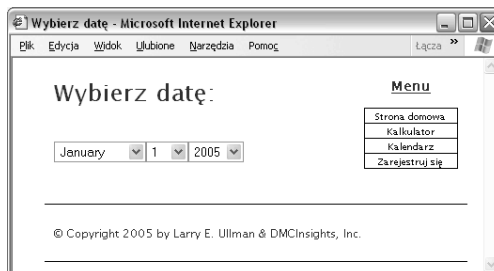 Wybierz datę - Microsoft Internet Explorer
Plik Edycja Widok Ulubione Narzędzia Pomoc Łącza »
Wybierz datę:
January 1 2005
Menu
Strona domowa
Kalkulator
Kalendarz
Zarejestruj się
© Copyright 2005 by Larry E. Ullman & DMCInsights, Inc.